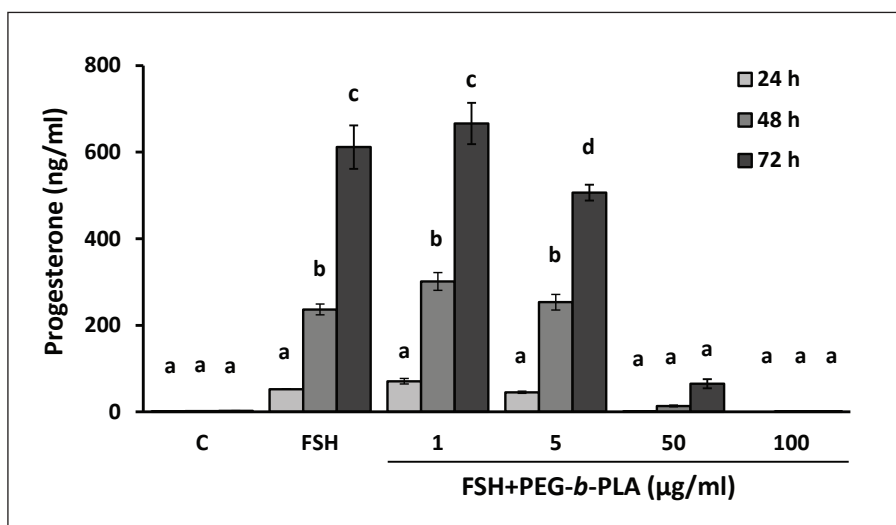 800
600
400
200
0
Progesterone (ng/ml)
24 h
48 h
72 h
a a a
a b c
a b c
a b d
a a a
a a a
C FSH 1 5 50 100
FSH+PEG-b-PLA (µg/ml)